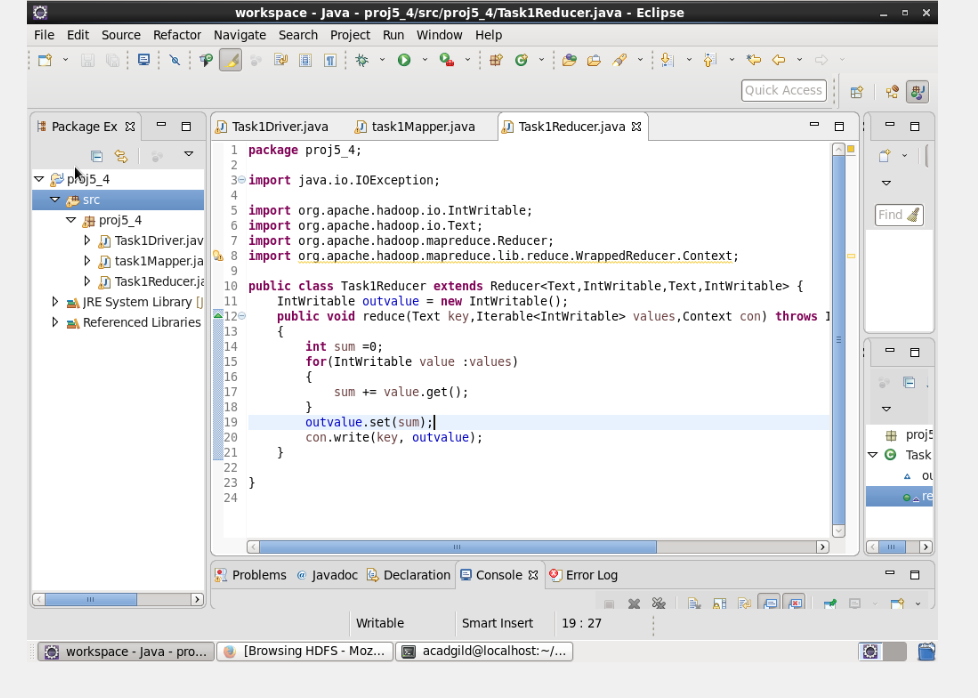 workspace - Java - proj5_4/src/proj5_4/Task1Reducer.java - Eclipse
File Edit Source Refactor Navigate Search Project Run Window Help
Quick Access
Package Ex
Task1Driver.java task1Mapper.java Task1Reducer.java
proj5_4
src
proj5_4
Task1Driver.jav
task1Mapper.ja
Task1Reducer.ja
JRE System Library [J
Referenced Libraries
1 package proj5_4;
2
3 import java.io.IOException;
4
5 import org.apache.hadoop.io.IntWritable;
6 import org.apache.hadoop.io.Text;
7 import org.apache.hadoop.mapreduce.Reducer;
8 import org.apache.hadoop.mapreduce.lib.reduce.WrappedReducer.Context;
9
10 public class Task1Reducer extends Reducer<Text,IntWritable,Text,IntWritable> {
11 IntWritable outvalue = new IntWritable();
12 public void reduce(Text key,Iterable<IntWritable> values,Context con) throws I
13 {
14 int sum =0;
15 for(IntWritable value :values)
16 {
17 sum += value.get();
18 }
19 outvalue.set(sum);
20 con.write(key, outvalue);
21 }
22
23 }
24
Find
proj5
Task
ou
re
Problems @ Javadoc Declaration Console Error Log
Writable Smart Insert 19 : 27
workspace - Java - pro... [Browsing HDFS - Moz... acadgild@localhost:~/...